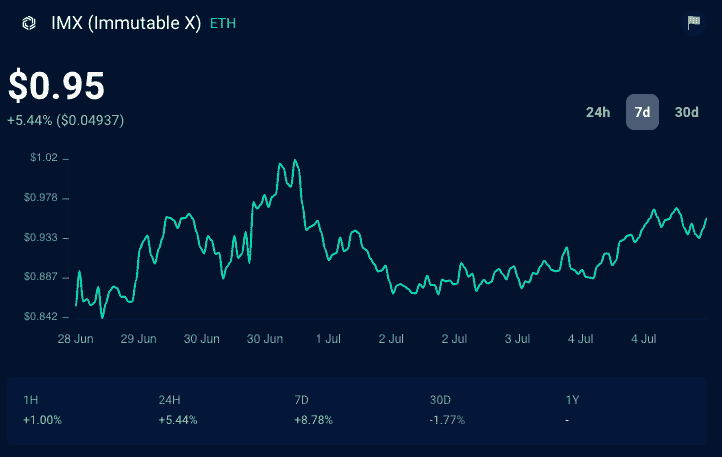 IMX (Immutable X) ETH
$0.95
+5.44% ($0.04937)
24h 7d 30d
$1.02
$0.978
$0.933
$0.887
$0.842
28 Jun 29 Jun 30 Jun 30 Jun 1 Jul 2 Jul 2 Jul 3 Jul 4 Jul 4 Jul
1H 24H 7D 30D 1Y
+1.00% +5.44% +8.78% -1.77% -